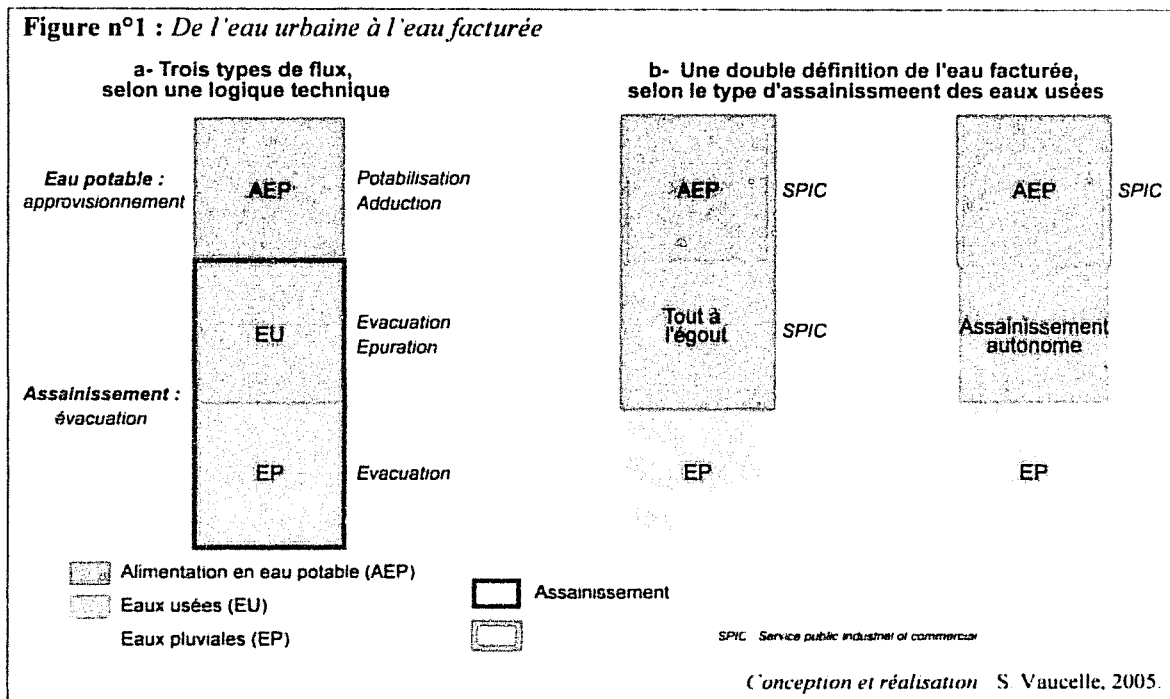 Figure n°1 : De l'eau urbaine à l'eau facturée
a- Trois types de flux,
selon une logique technique
Eau potable :
approvisionnement
AEP
Potabilisation
Adduction
EU
Evacuation
Epuration
Assainissement :
évacuation
EP
Evacuation
b- Une double définition de l'eau facturée,
selon le type d'assainissmeent des eaux usées
AEP
SPIC
AEP
SPIC
Tout à
l'égout
SPIC
Assainissement
autonome
EP
EP
Alimentation en eau potable (AEP)
Eaux usées (EU)
Eaux pluviales (EP)
Assainissement
SPIC Service public industriel et commercial
Conception et réalisation S. Vaucelle, 2005.